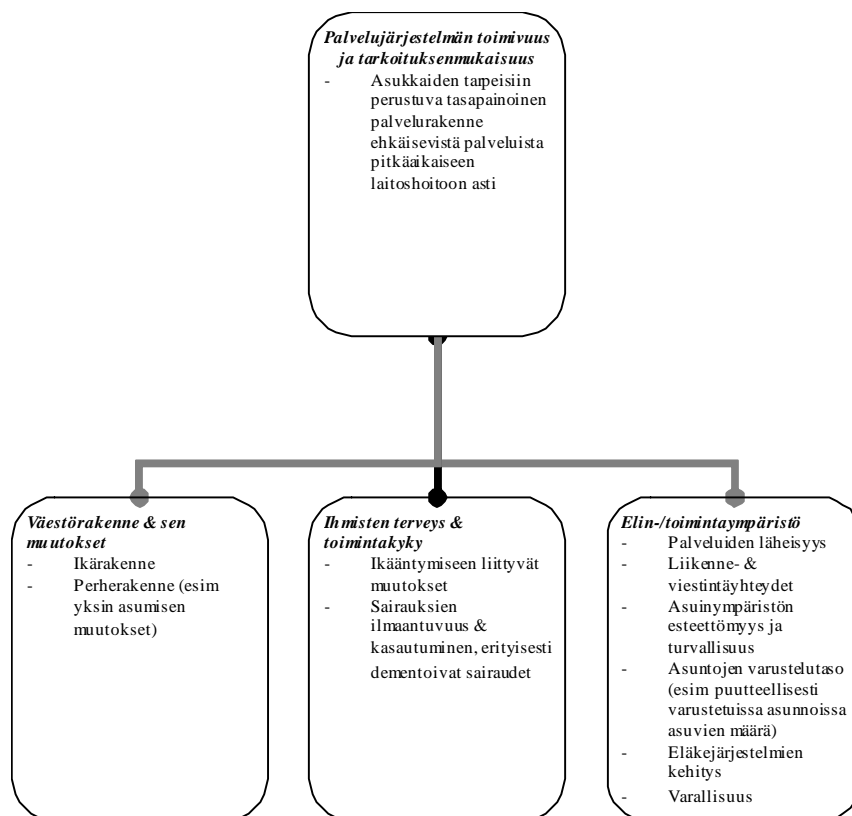 Palvelujärjestelmän toimivuus
ja tarkoituksenmukaisuus
- Asukkaiden tarpeisiin
perustuva tasapainoinen
palvelurakenne
ehkäisevistä palveluista
pitkäaikaiseen
laitoshoitoon asti
Väestörakenne & sen
muutokset
- Ikärakenne
- Perherakenne (esim
yksin asumisen
muutokset)
Ihmisten terveys &
toimintakyky
- Ikääntymiseen liittyvät
muutokset
- Sairauksien
ilmaantuvuus &
kasautuminen, erityisesti
dementoivat sairaudet
Elin-/toimintaympäristö
- Palveluiden läheisyys
- Liikenne- &
viestintäyhteydet
- Asuinympäristön
esteettömyys ja
turvallisuus
- Asuntojen varustelutaso
(esim puutteellisesti
varustetuissa asunnoissa
asuvien määrä)
- Eläkejärjestelmien
kehitys
- Varallisuus